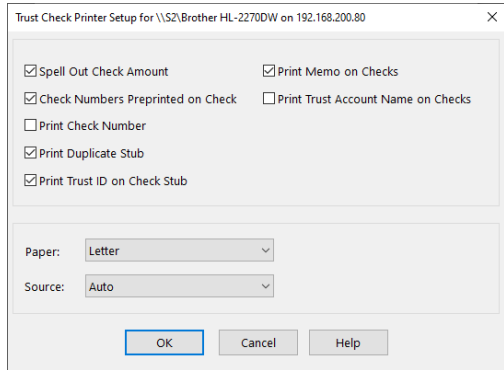 Trust Check Printer Setup for \\S2\Brother HL-2270DW on 192.168.200.80
Spell Out Check Amount
Print Memo on Checks
Check Numbers Preprinted on Check
Print Trust Account Name on Checks
Print Check Number
Print Duplicate Stub
Print Trust ID on Check Stub
Paper: Letter
Source: Auto
OK Cancel Help